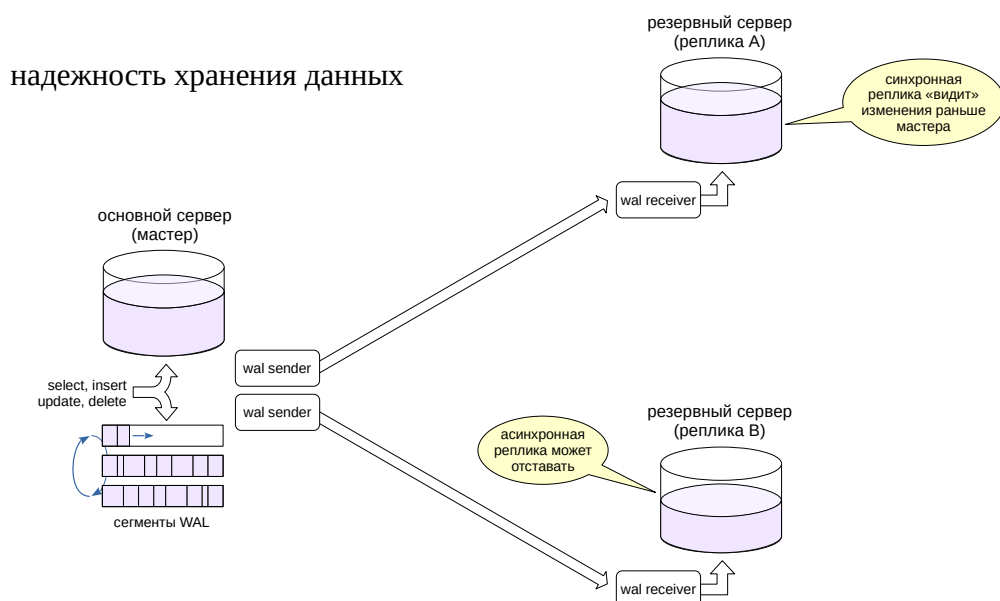 резервный сервер
(реплика A)
надежность хранения данных
синхронная
реплика «видит»
изменения раньше
мастера
wal receiver
основной сервер
(мастер)
wal sender
select, insert
update, delete
wal sender
резервный сервер
(реплика B)
асинхронная
реплика может
отставать
сегменты WAL
wal receiver